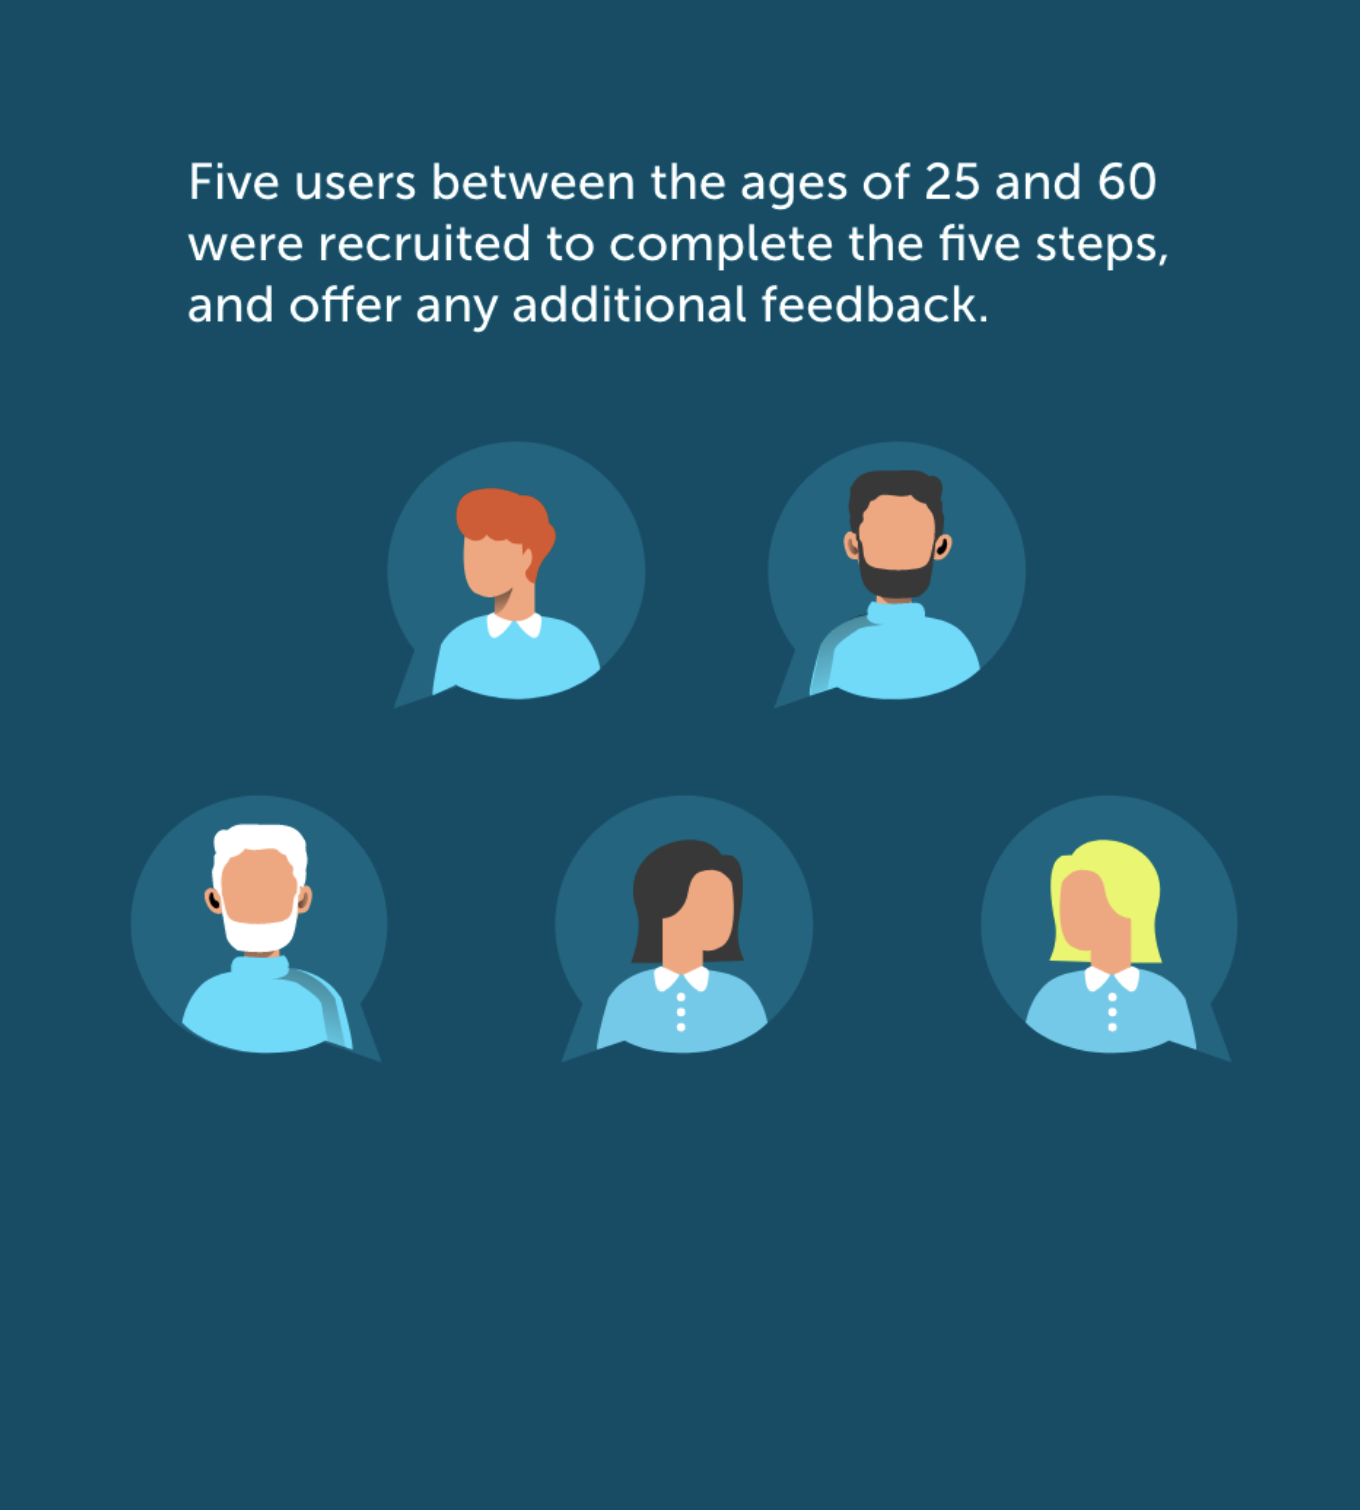 Five users between the ages of 25 and 60
were recruited to complete the five steps,
and offer any additional feedback.